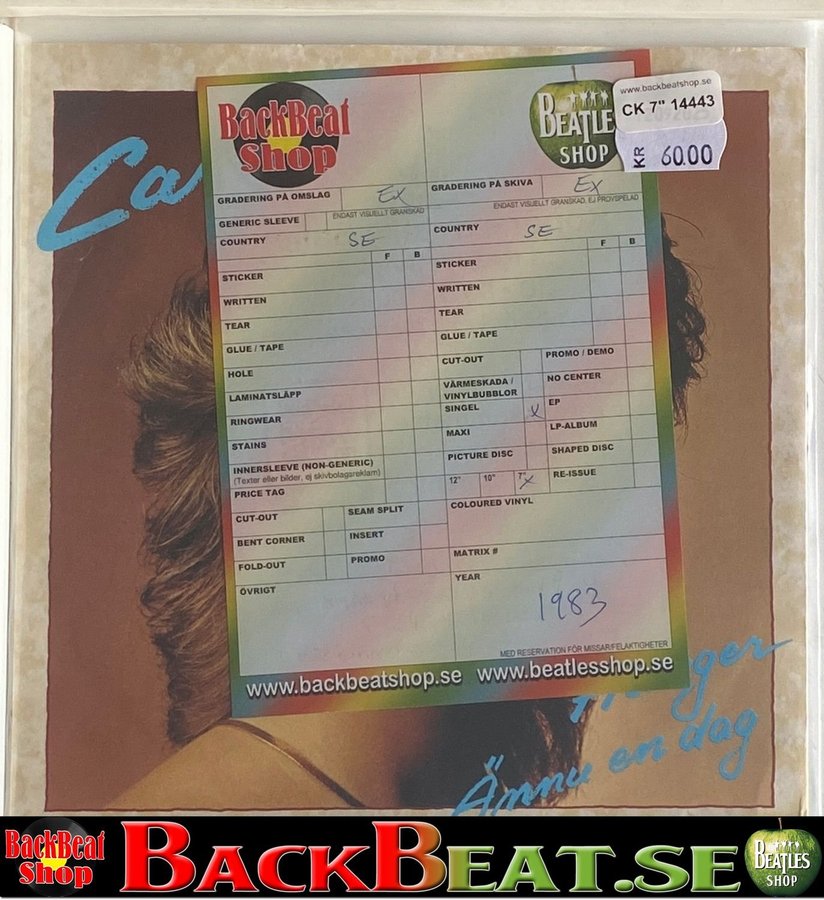 Ca
BackBeat
Shop
BEATLE
SHOP
www.backbeatshop.se
CK 7" 14443
KR 60.00
GRADERING PÅ OMSLAG EX
ENDAST VISUELLT GRANSKAD
GENERIC SLEEVE
COUNTRY SE
F B
STICKER
WRITTEN
TEAR
GLUE / TAPE
HOLE
LAMINATSLÄPP
RINGWEAR
STAINS
INNERSLEEVE (NON-GENERIC)
(Texter eller bilder, ej skivbolagsreklam)
PRICE TAG
CUT-OUT SEAM SPLIT
BENT CORNER INSERT
FOLD-OUT PROMO
ÖVRIGT
GRADERING PÅ SKIVA EX
ENDAST VISUELLT GRANSKAD, EJ PROVSPELAD
COUNTRY SE
F B
STICKER
WRITTEN
TEAR
GLUE / TAPE
CUT-OUT PROMO / DEMO
VÄRMESKADA /
VINYLBUBBLOR NO CENTER
SINGEL X EP
MAXI LP-ALBUM
PICTURE DISC SHAPED DISC
12" 10" 7" X RE-ISSUE
COLOURED VINYL
MATRIX #
YEAR
1983
MED RESERVATION FÖR MISSAR/FELAKTIGHETER
www.backbeatshop.se www.beatlesshop.se
ger
Ännu en dag
BackBeat
Shop
BACKBEAT.SE
BEATLES
SHOP